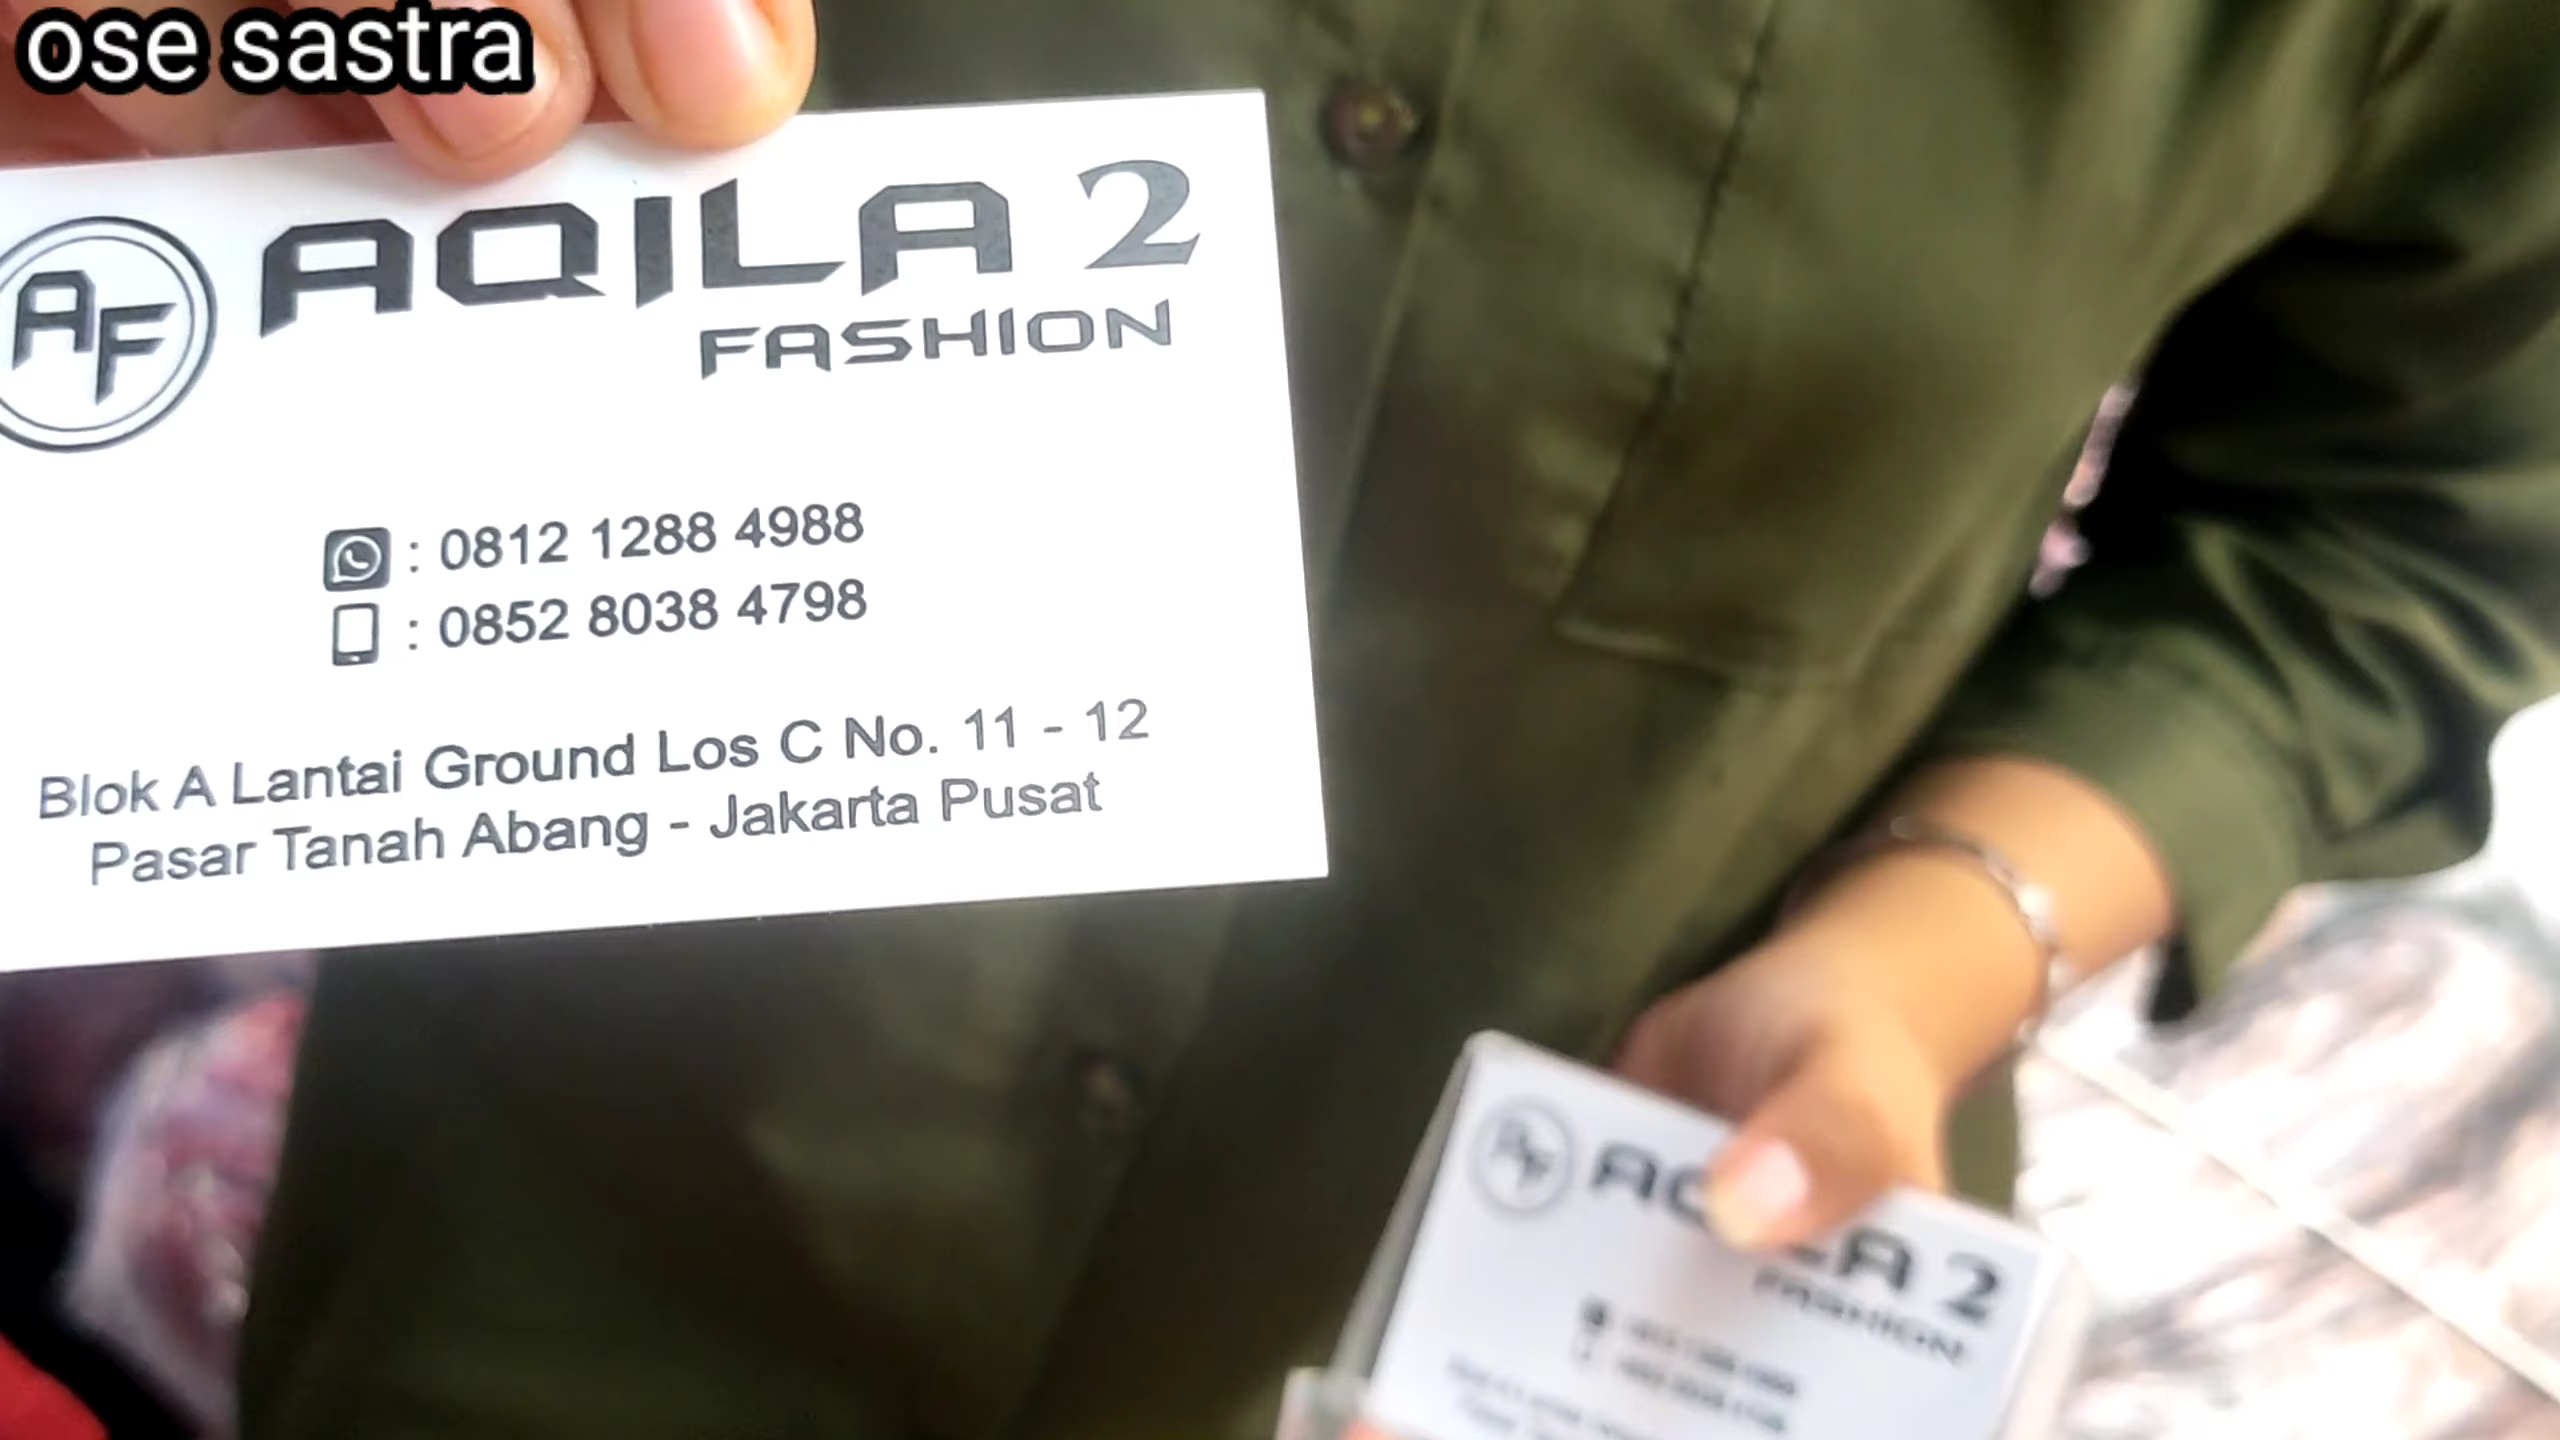 ose sastra
AF
AQILA 2
FASHION
: 0812 1288 4988
: 0852 8038 4798
Blok A Lantai Ground Los C No. 11 - 12
Pasar Tanah Abang - Jakarta Pusat
AF
A 2
FASHION